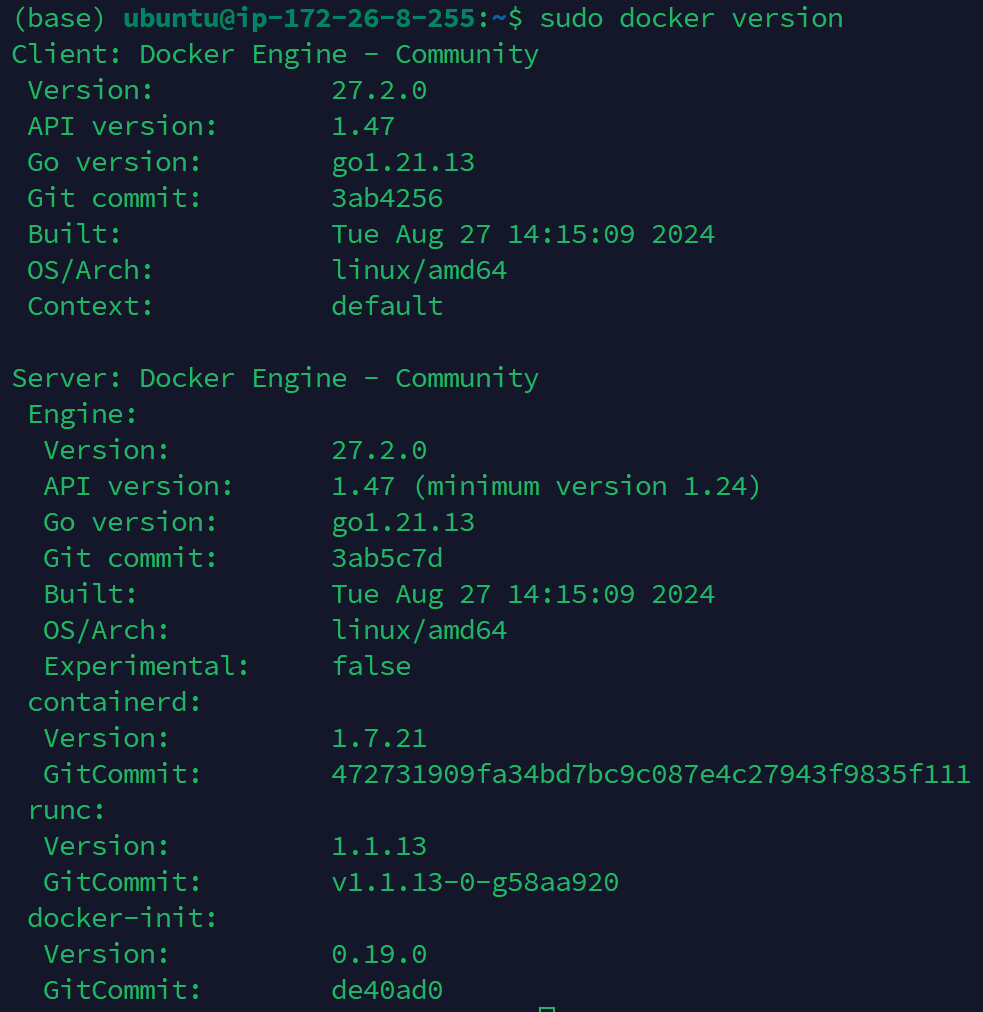 (base) ubuntu@ip-172-26-8-255:~$ sudo docker version
Client: Docker Engine - Community
 Version:           27.2.0
 API version:       1.47
 Go version:        go1.21.13
 Git commit:        3ab4256
 Built:             Tue Aug 27 14:15:09 2024
 OS/Arch:           linux/amd64
 Context:           default

Server: Docker Engine - Community
 Engine:
  Version:          27.2.0
  API version:      1.47 (minimum version 1.24)
  Go version:       go1.21.13
  Git commit:       3ab5c7d
  Built:            Tue Aug 27 14:15:09 2024
  OS/Arch:          linux/amd64
  Experimental:     false
 containerd:
  Version:          1.7.21
  GitCommit:        472731909fa34bd7bc9c087e4c27943f9835f111
 runc:
  Version:          1.1.13
  GitCommit:        v1.1.13-0-g58aa920
 docker-init:
  Version:          0.19.0
  GitCommit:        de40ad0